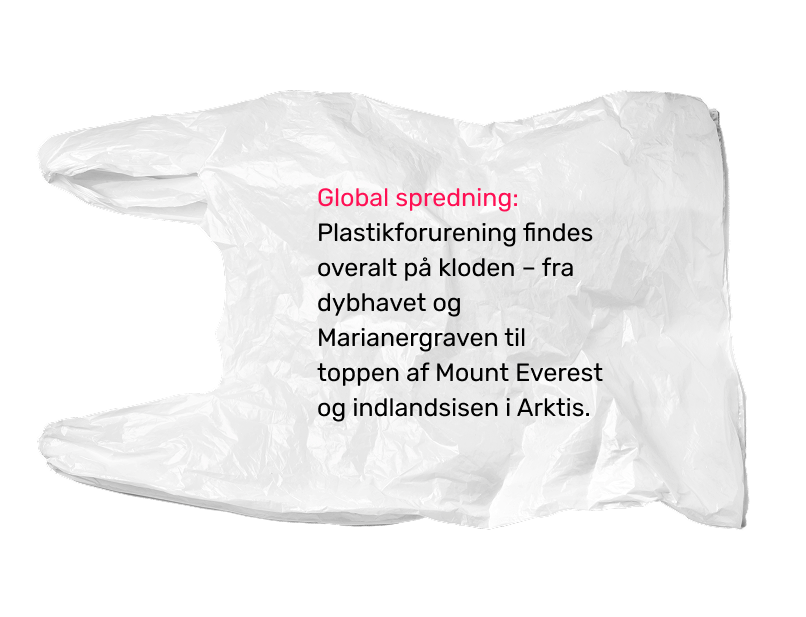 Global spredning:
Plastikforurening findes
overalt på kloden – fra
dybhavet og
Marianergraven til
toppen af Mount Everest
og indlandsisen i Arktis.